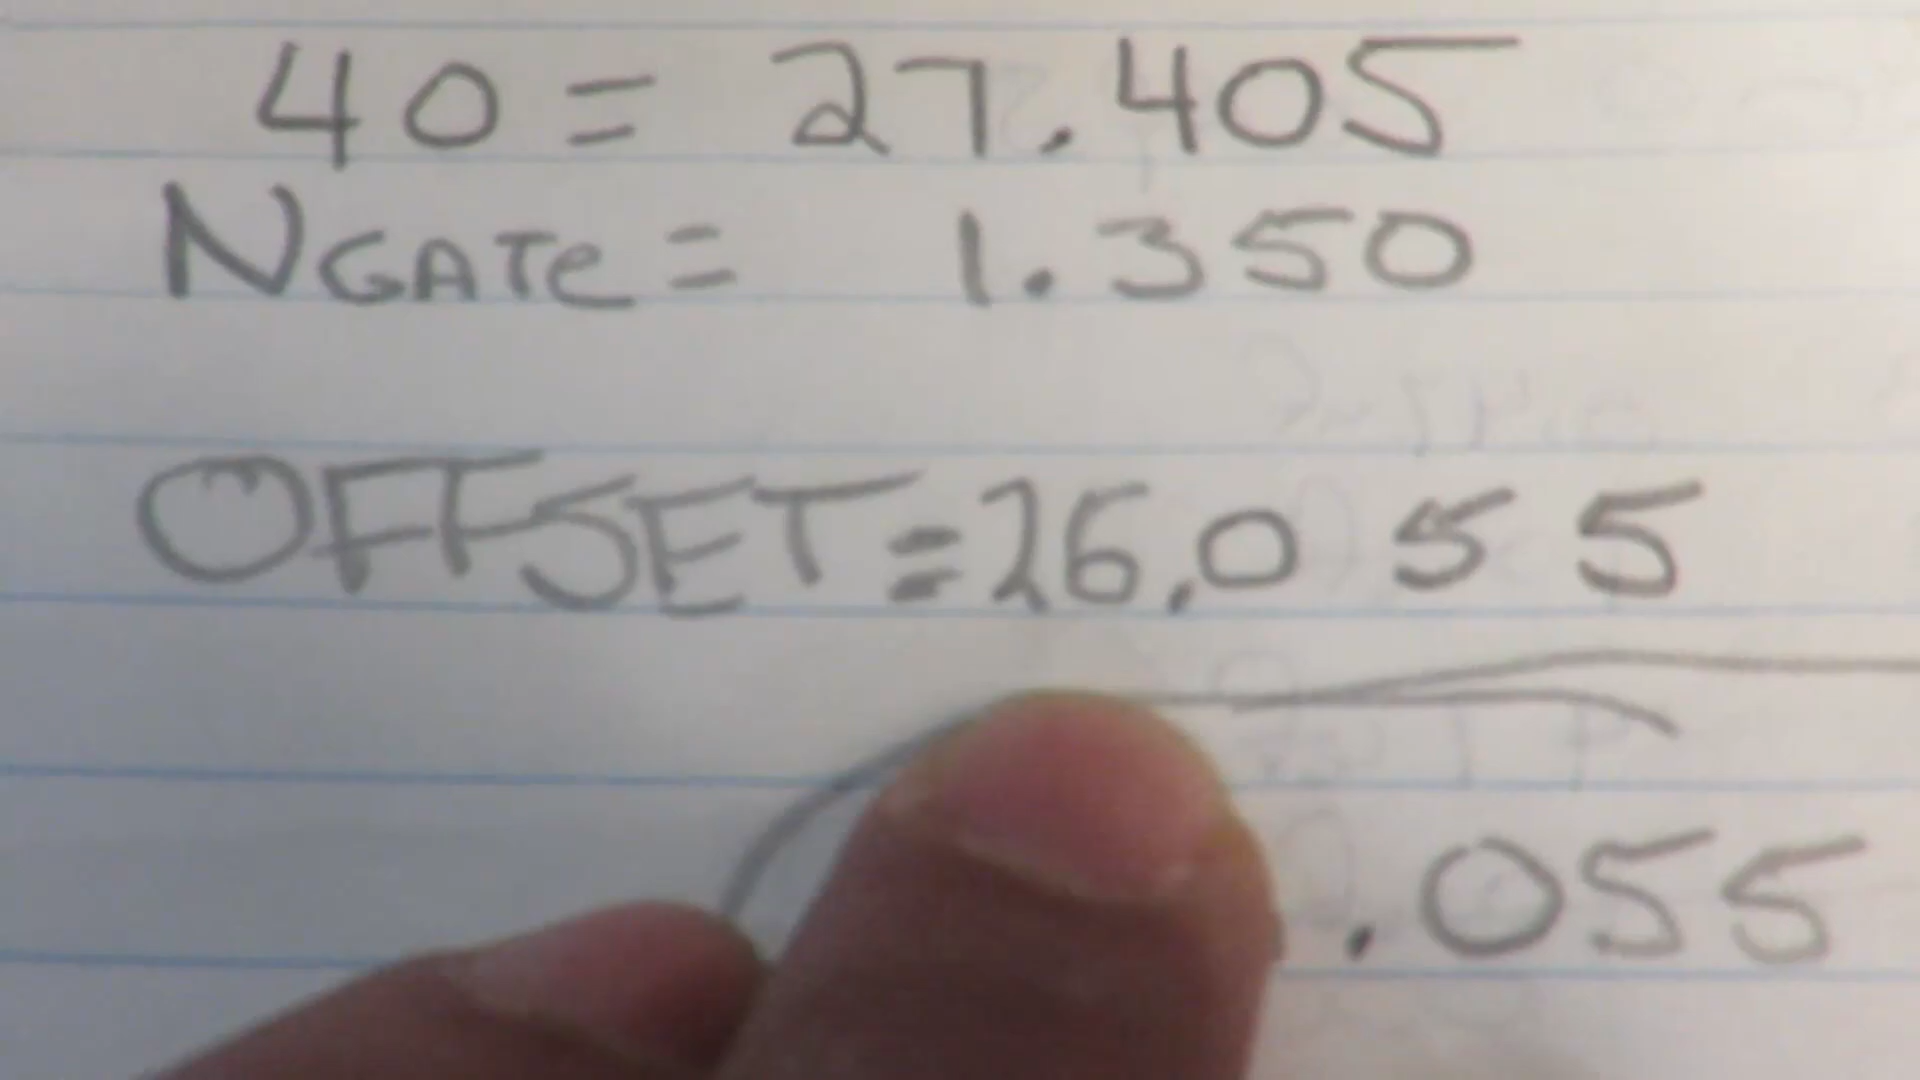 40 = 27.405
NGATe = 1.350
OFFSET = 26.055
.055